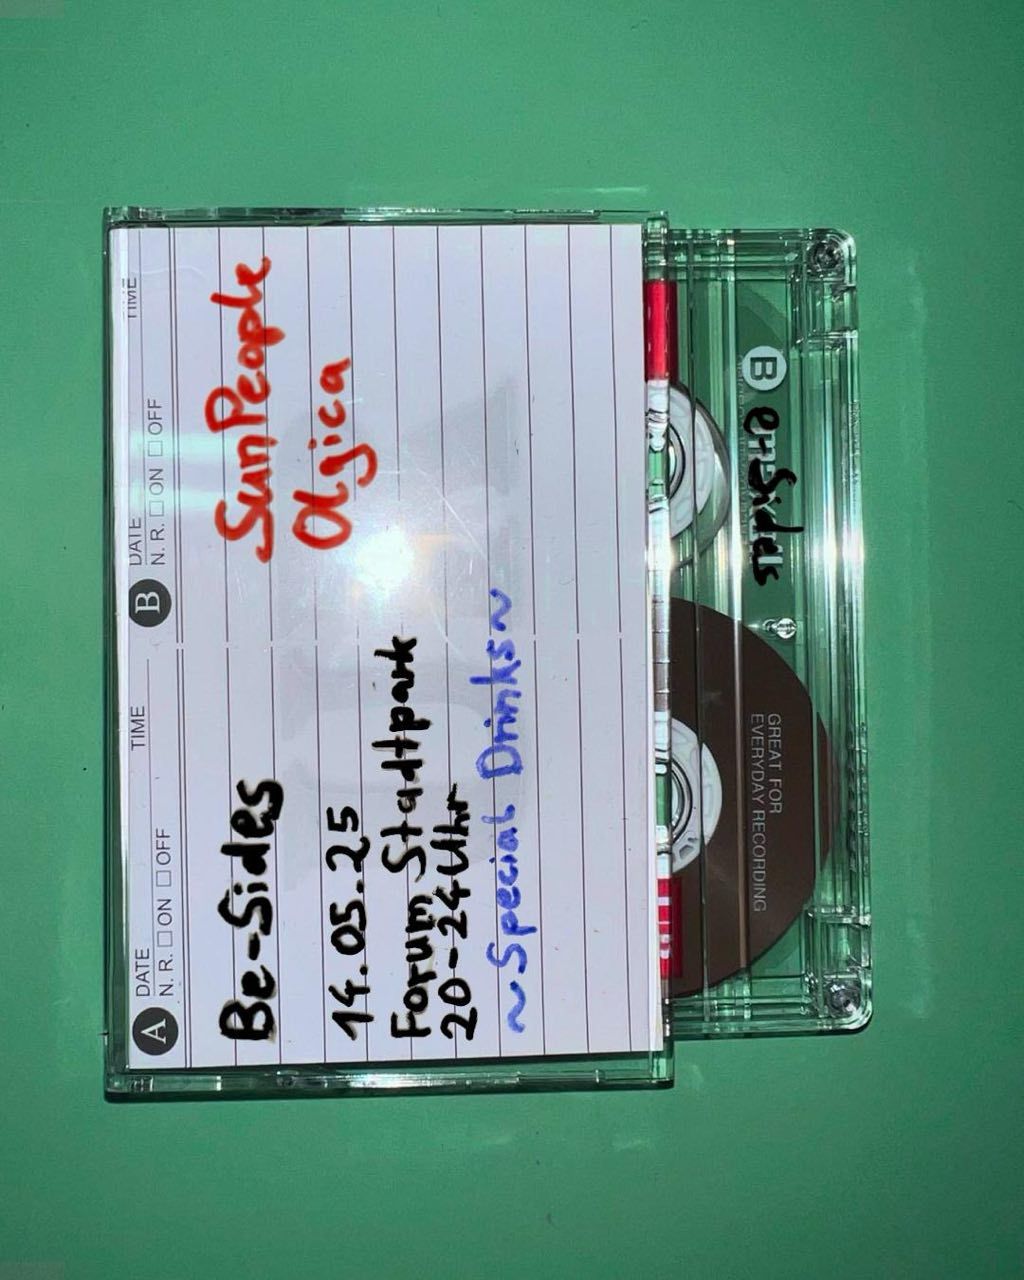 A DATE TIME
N. R. ☐ ON ☐ OFF
B DATE TIME
N. R. ☐ ON ☐ OFF
Be-Sides
14.05.25
Forum Stadtpark
20-24 Uhr
~Special Drinks~
SunPeople
Oljica
B
e-Sides
GREAT FOR
EVERYDAY RECORDING